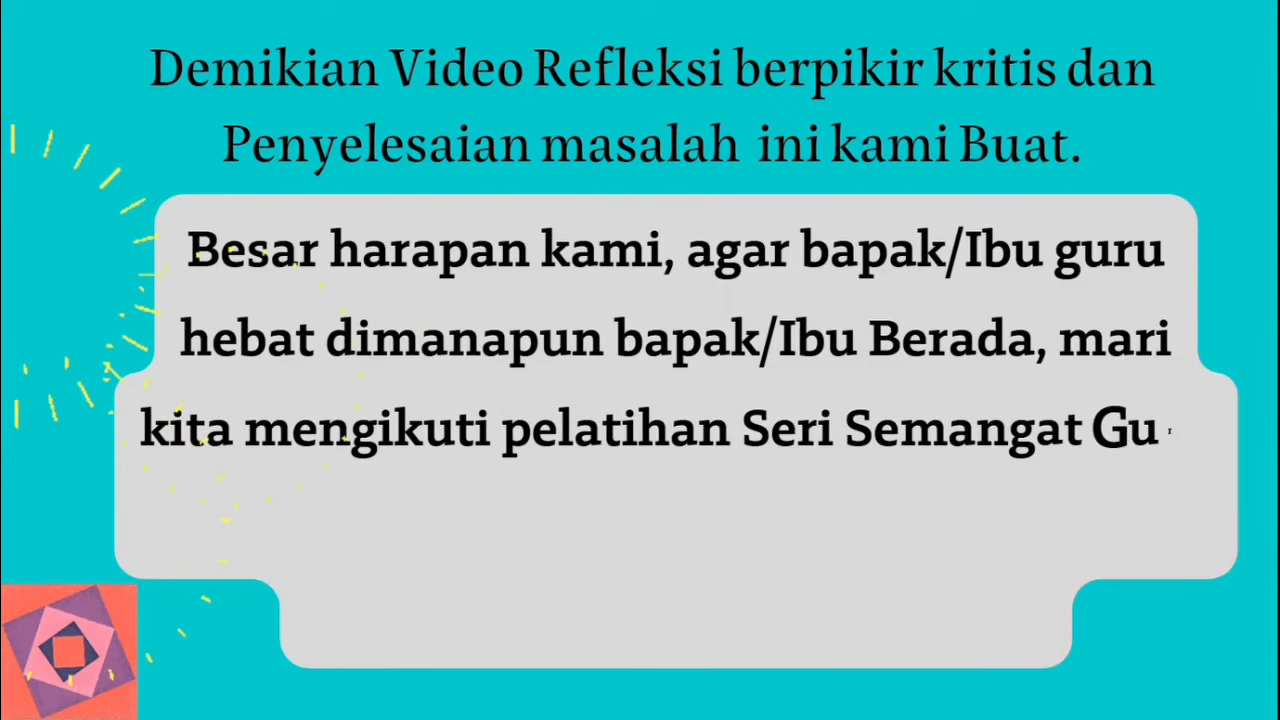 Demikian Video Refleksi berpikir kritis dan
Penyelesaian masalah ini kami Buat.
Besar harapan kami, agar bapak/Ibu guru
hebat dimanapun bapak/Ibu Berada, mari
kita mengikuti pelatihan Seri Semangat Gur